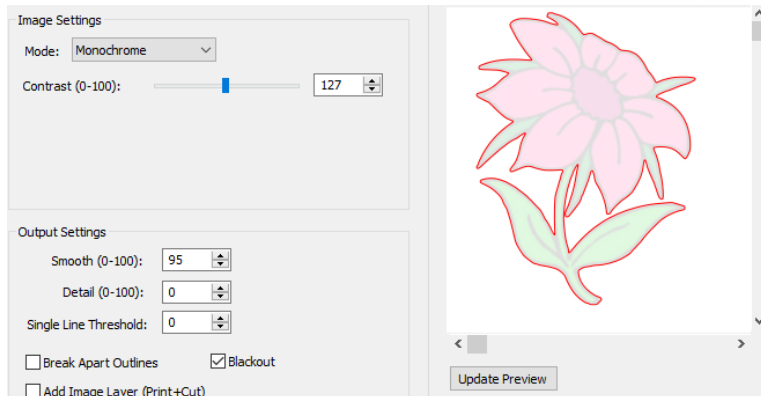 Image Settings
Mode: Monochrome
Contrast (0-100): 127
Output Settings
Smooth (0-100): 95
Detail (0-100): 0
Single Line Threshold: 0
Break Apart Outlines Blackout
Add Image Layer (Print+Cut)
Update Preview